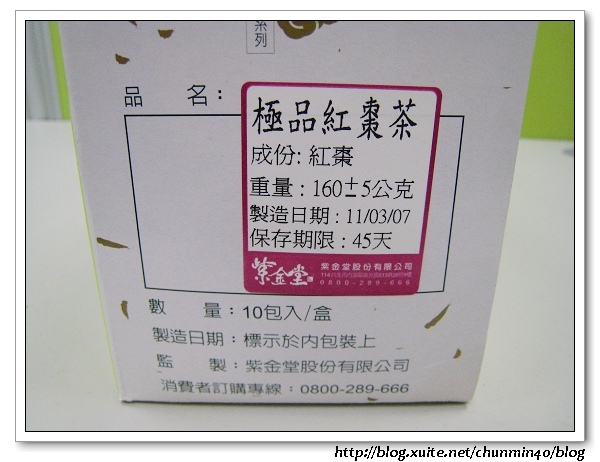 系列
品 名：
極品紅棗茶
成份: 紅棗
重量 : 160±5公克
製造日期 : 11/03/07
保存期限 : 45天
紫金堂 紫金堂股份有限公司
0800-289-666
數 量：10包入/盒
製造日期：標示於內包裝上
監 製：紫金堂股份有限公司
消費者訂購專線：0800-289-666
http://blog.xuite.net/chunmin40/blog